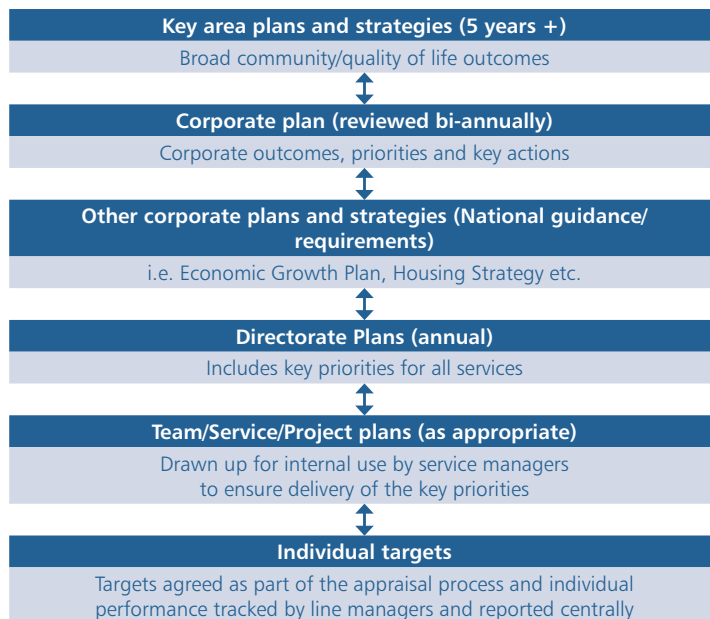 Key area plans and strategies (5 years +)
Broad community/quality of life outcomes
Corporate plan (reviewed bi-annually)
Corporate outcomes, priorities and key actions
Other corporate plans and strategies (National guidance/
requirements)
i.e. Economic Growth Plan, Housing Strategy etc.
Directorate Plans (annual)
Includes key priorities for all services
Team/Service/Project plans (as appropriate)
Drawn up for internal use by service managers
to ensure delivery of the key priorities
Individual targets
Targets agreed as part of the appraisal process and individual
performance tracked by line managers and reported centrally